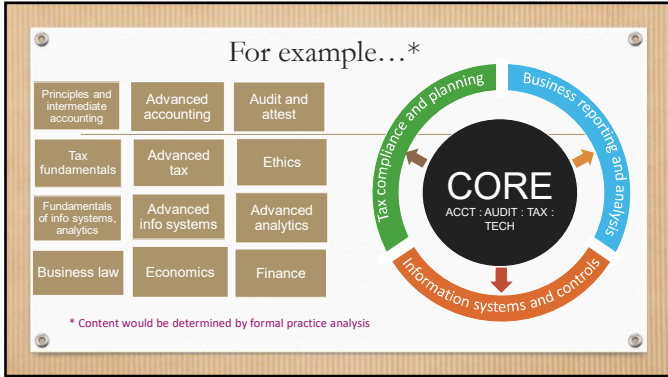 For example…*
Principles and
intermediate
accounting
Advanced
accounting
Audit and
attest
Tax
fundamentals
Advanced
tax
Ethics
Fundamentals
of info systems,
analytics
Advanced
info systems
Advanced
analytics
Business law
Economics
Finance
* Content would be determined by formal practice analysis
Tax compliance and planning
Business reporting and analysis
CORE
ACCT : AUDIT : TAX :
TECH
Information systems and controls